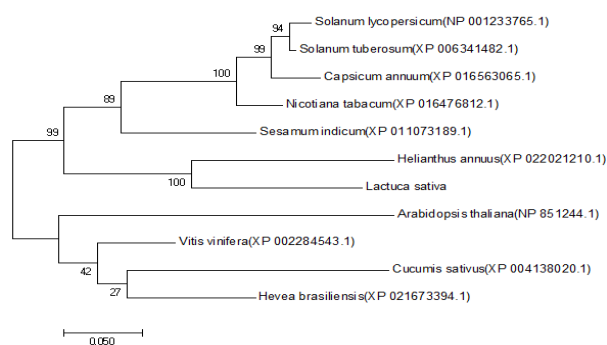 Solanum lycopersicum(NP 001233765.1)
94
Solanum tuberosum(XP 006341482.1)
99
Capsicum annuum(XP 016563065.1)
100
Nicotiana tabacum(XP 016476812.1)
89
Sesamum indicum(XP 011073189.1)
99
Helianthus annuus(XP 022021210.1)
100
Lactuca sativa
Arabidopsis thaliana(NP 851244.1)
Vitis vinifera(XP 002284543.1)
42
Cucumis sativus(XP 004138020.1)
27
Hevea brasiliensis(XP 021673394.1)
0.050